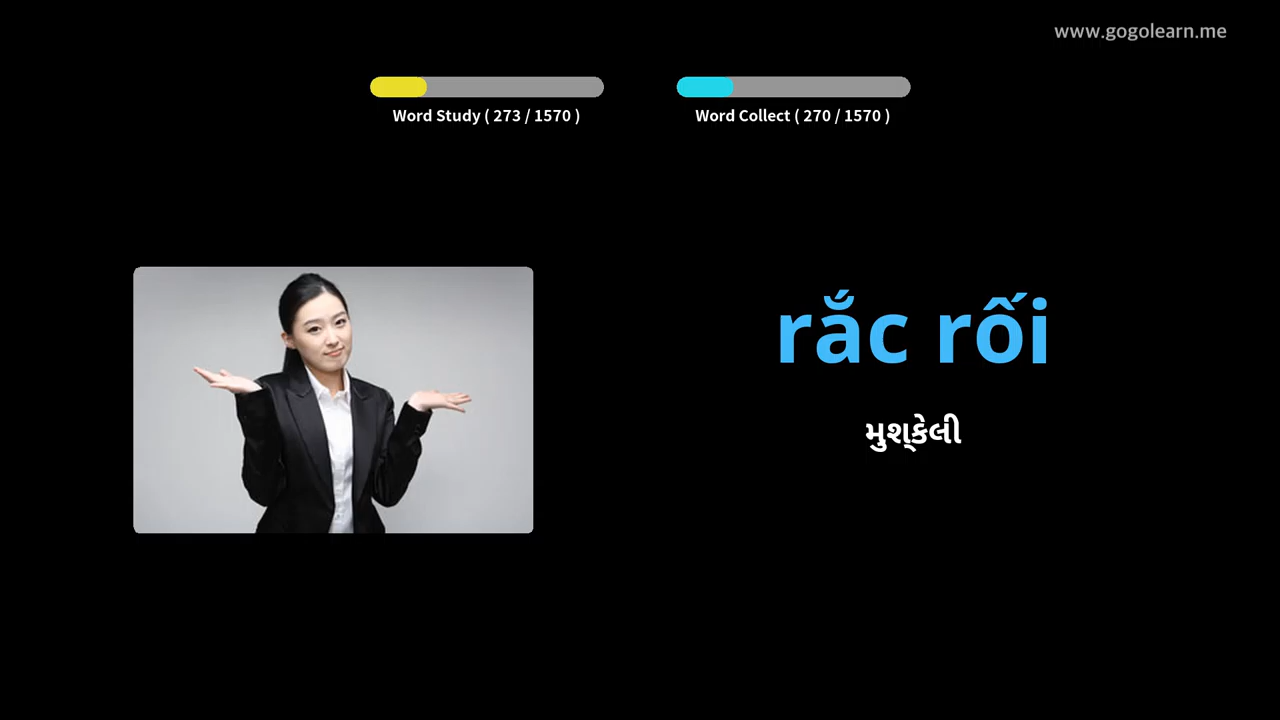 www.gogolearn.me
Word Study ( 273 / 1570 )
Word Collect ( 270 / 1570 )
rắc rối
મુશ્કેલી